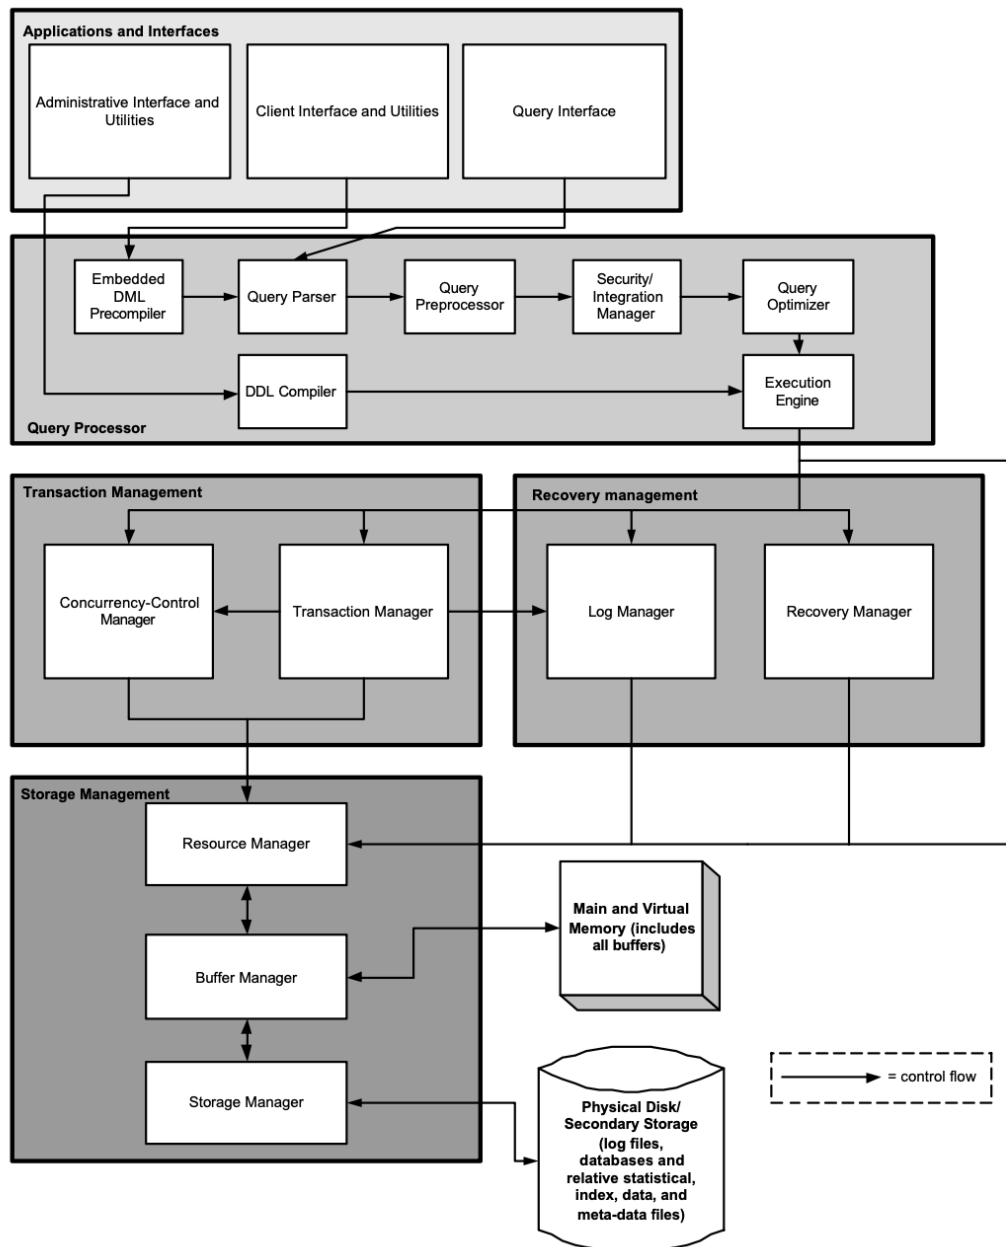 Applications and Interfaces
Administrative Interface and
Utilities
Client Interface and Utilities
Query Interface
Embedded
DML
Precompiler
Query Parser
Query
Preprocessor
Security/
Integration
Manager
Query
Optimizer
DDL Compiler
Execution
Engine
Query Processor
Transaction Management
Recovery management
Concurrency-Control
Manager
Transaction Manager
Log Manager
Recovery Manager
Storage Management
Resource Manager
Main and Virtual
Memory (includes
all buffers)
Buffer Manager
Storage Manager
= control flow
Physical Disk/
Secondary Storage
(log files,
databases and
relative statistical,
index, data, and
meta-data files)